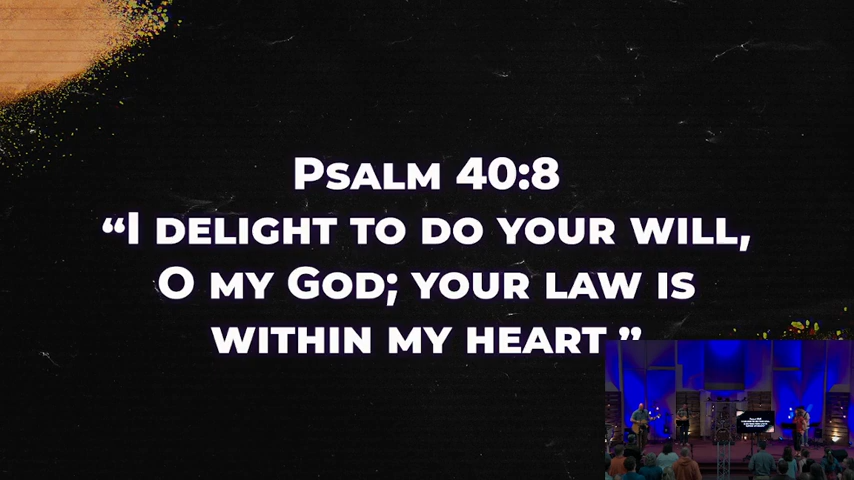 Psalm 40:8
“I delight to do your will,
O my God; your law is
within my heart.”